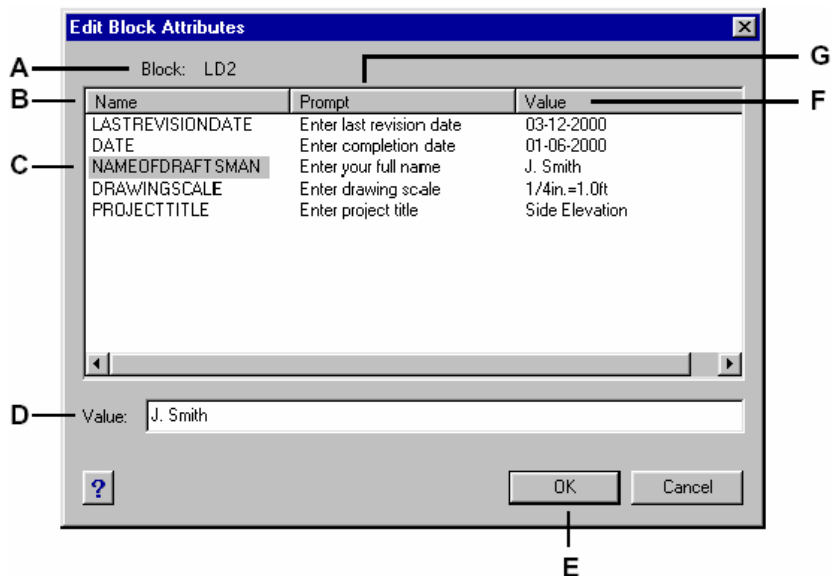 Edit Block Attributes
A Block: LD2 G
B Name Prompt Value F
LASTREVISIONDATE Enter last revision date 03-12-2000
DATE Enter completion date 01-06-2000
C NAMEOFDRAFTSMAN Enter your full name J. Smith
DRAWINGSCALE Enter drawing scale 1/4in.=1.0ft
PROJECTTITLE Enter project title Side Elevation
D Value: J. Smith
? OK Cancel
E